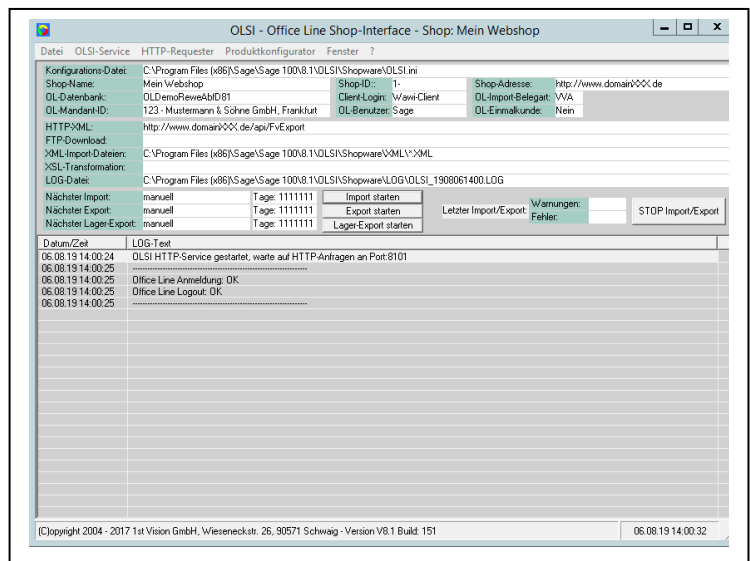 OLSI - Office Line Shop-Interface - Shop: Mein Webshop
Datei OLSI-Service HTTP-Requester Produktkonfigurator Fenster ?
Konfigurations-Datei: C:\Program Files (x86)\Sage\Sage 100\8.1\OLSI\Shopware\OLSI.ini
Shop-Name: Mein Webshop Shop-ID:: 1- Shop-Adresse: http://www.domainXXX.de
OL-Datenbank: OLDemoReweAbfD81 Client-Login: Wawi-Client OL-Import-Belegart: VVA
OL-Mandant-ID: 123 - Mustermann & Söhne GmbH, Frankfurt OL-Benutzer: Sage OL-Einmalkunde: Nein
HTTP-XML: http://www.domainXXX.de/api/FvExport
FTP-Download:
XML-Import-Dateien: C:\Program Files (x86)\Sage\Sage 100\8.1\OLSI\Shopware\XML\*.XML
XSL-Transformation:
LOG-Datei: C:\Program Files (x86)\Sage\Sage 100\8.1\OLSI\Shopware\LOG\OLSI_1908061400.LOG
Nächster Import: manuell Tage: 1111111 Import starten
Nächster Export: manuell Tage: 1111111 Export starten Letzter Import/Export: Warnungen: Fehler: STOP Import/Export
Nächster Lager-Export: manuell Tage: 1111111 Lager-Export starten
Datum/Zeit LOG-Text
06.08.19 14:00:24 OLSI HTTP-Service gestartet, warte auf HTTP-Anfragen an Port:8101
06.08.19 14:00:25 ------------------------------------------------------------
06.08.19 14:00:25 Office Line Anmeldung: OK
06.08.19 14:00:25 Office Line Logout: OK
06.08.19 14:00:25 ------------------------------------------------------------
(C)opyright 2004 - 2017 1st Vision GmbH, Wieseneckstr. 26, 90571 Schwaig - Version V8.1 Build: 151 06.08.19 14:00:32